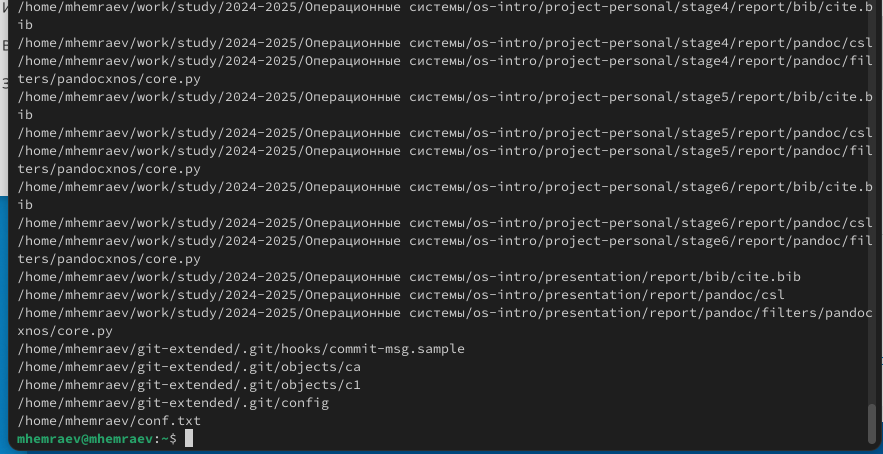 /home/mhemraev/work/study/2024-2025/Операционные системы/os-intro/project-personal/stage4/report/bib/cite.b
ib
/home/mhemraev/work/study/2024-2025/Операционные системы/os-intro/project-personal/stage4/report/pandoc/csl
/home/mhemraev/work/study/2024-2025/Операционные системы/os-intro/project-personal/stage4/report/pandoc/fil
ters/pandocxnos/core.py
/home/mhemraev/work/study/2024-2025/Операционные системы/os-intro/project-personal/stage5/report/bib/cite.b
ib
/home/mhemraev/work/study/2024-2025/Операционные системы/os-intro/project-personal/stage5/report/pandoc/csl
/home/mhemraev/work/study/2024-2025/Операционные системы/os-intro/project-personal/stage5/report/pandoc/fil
ters/pandocxnos/core.py
/home/mhemraev/work/study/2024-2025/Операционные системы/os-intro/project-personal/stage6/report/bib/cite.b
ib
/home/mhemraev/work/study/2024-2025/Операционные системы/os-intro/project-personal/stage6/report/pandoc/csl
/home/mhemraev/work/study/2024-2025/Операционные системы/os-intro/project-personal/stage6/report/pandoc/fil
ters/pandocxnos/core.py
/home/mhemraev/work/study/2024-2025/Операционные системы/os-intro/presentation/report/bib/cite.bib
/home/mhemraev/work/study/2024-2025/Операционные системы/os-intro/presentation/report/pandoc/csl
/home/mhemraev/work/study/2024-2025/Операционные системы/os-intro/presentation/report/pandoc/filters/pandoc
xnos/core.py
/home/mhemraev/git-extended/.git/hooks/commit-msg.sample
/home/mhemraev/git-extended/.git/objects/ca
/home/mhemraev/git-extended/.git/objects/c1
/home/mhemraev/git-extended/.git/config
/home/mhemraev/conf.txt
mhemraev@mhemraev:~$